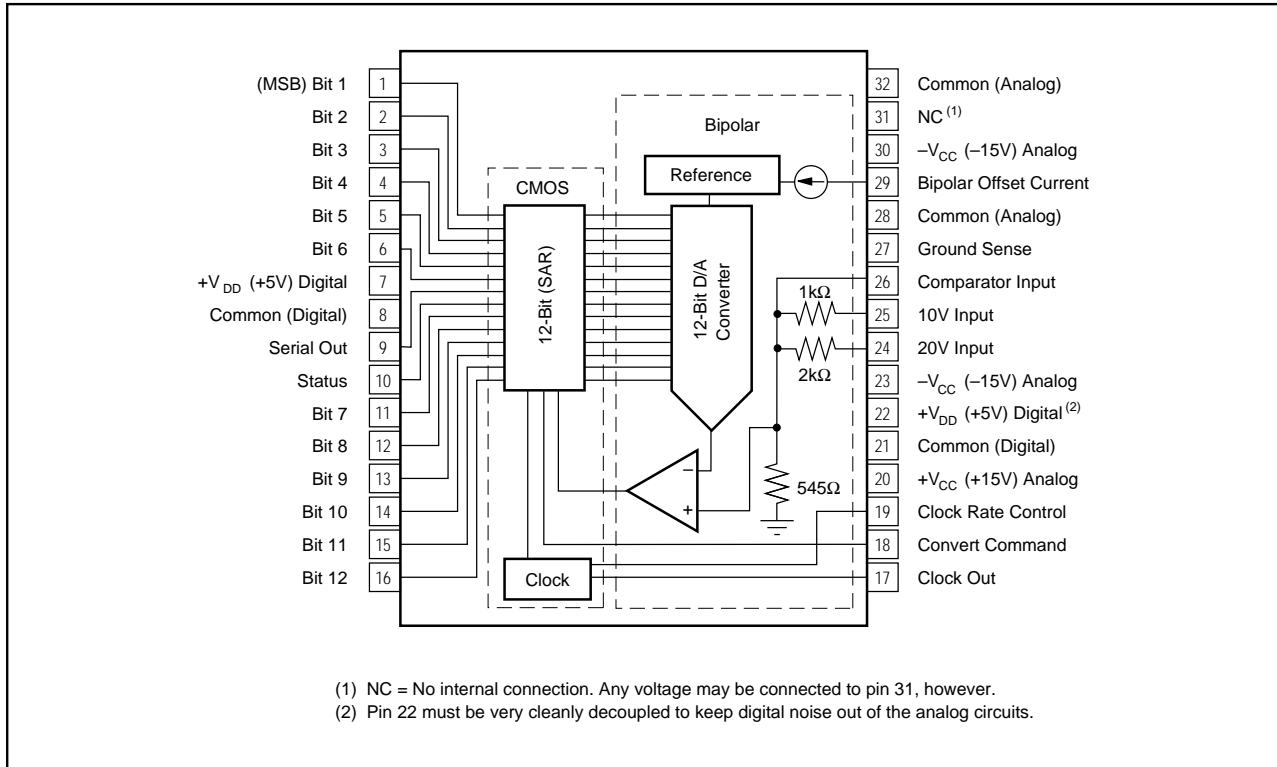 (MSB) Bit 1 1
Bit 2 2
Bit 3 3
Bit 4 4
Bit 5 5
Bit 6 6
+VDD (+5V) Digital 7
Common (Digital) 8
Serial Out 9
Status 10
Bit 7 11
Bit 8 12
Bit 9 13
Bit 10 14
Bit 11 15
Bit 12 16
CMOS
12-Bit (SAR)
Clock
Bipolar
Reference
12-Bit D/A
Converter
–
+
1kΩ
2kΩ
545Ω
32 Common (Analog)
31 NC (1)
30 –VCC (–15V) Analog
29 Bipolar Offset Current
28 Common (Analog)
27 Ground Sense
26 Comparator Input
25 10V Input
24 20V Input
23 –VCC (–15V) Analog
22 +VDD (+5V) Digital (2)
21 Common (Digital)
20 +VCC (+15V) Analog
19 Clock Rate Control
18 Convert Command
17 Clock Out
(1) NC = No internal connection. Any voltage may be connected to pin 31, however.
(2) Pin 22 must be very cleanly decoupled to keep digital noise out of the analog circuits.